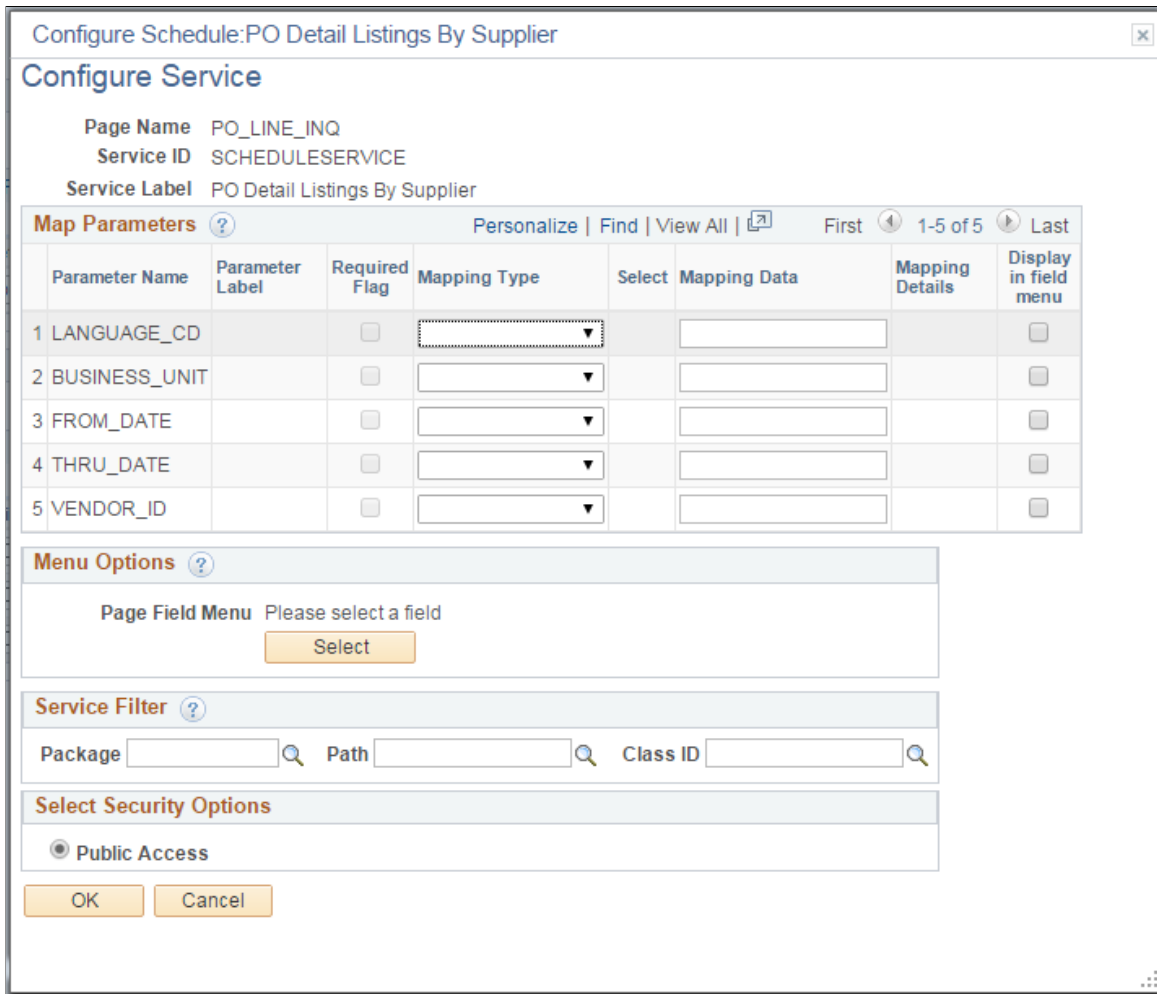 Configure Schedule:PO Detail Listings By Supplier
Configure Service
Page Name PO_LINE_INQ
Service ID SCHEDULESERVICE
Service Label PO Detail Listings By Supplier
Map Parameters ? Personalize | Find | View All | First 1-5 of 5 Last
Parameter Name Parameter Label Required Flag Mapping Type Select Mapping Data Mapping Details Display in field menu
1 LANGUAGE_CD
2 BUSINESS_UNIT
3 FROM_DATE
4 THRU_DATE
5 VENDOR_ID
Menu Options ?
Page Field Menu Please select a field
Select
Service Filter ?
Package Path Class ID
Select Security Options
Public Access
OK Cancel